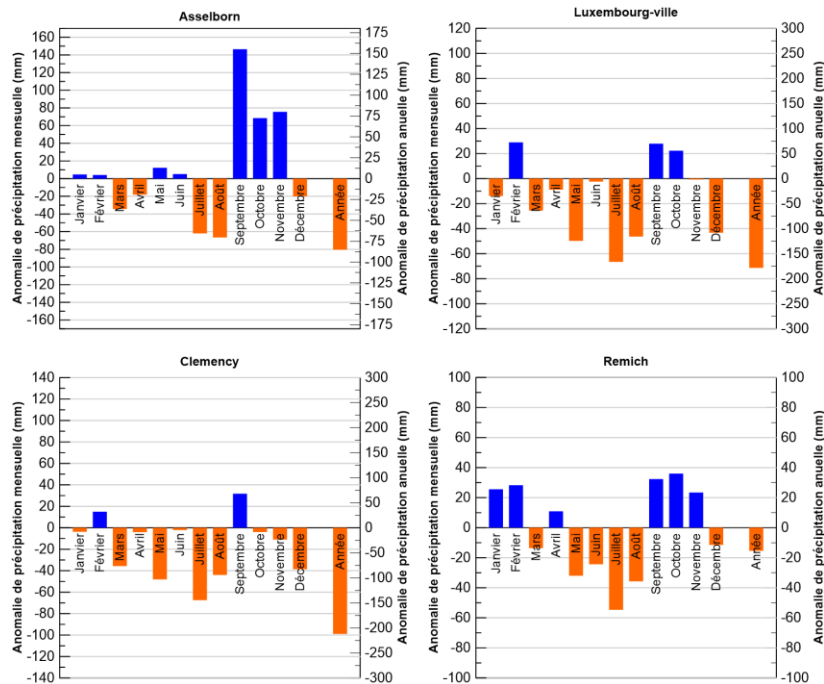 Asselborn
Anomalie de précipitation mensuelle (mm)
160
140
120
100
80
60
40
20
0
-20
-40
-60
-80
-100
-120
-140
-160
Janvier
Février
Mars
Avril
Mai
Juin
Juillet
Août
Septembre
Octobre
Novembre
Décembre
Année
175
150
125
100
75
50
25
0
-25
-50
-75
-100
-125
-150
-175
Anomalie de précipitation anuelle (mm)
Luxembourg-ville
Anomalie de précipitation mensuelle (mm)
120
100
80
60
40
20
0
-20
-40
-60
-80
-100
-120
Janvier
Février
Mars
Avril
Mai
Juin
Juillet
Août
Septembre
Octobre
Novembre
Décembre
Année
300
250
200
150
100
50
0
-50
-100
-150
-200
-250
-300
Anomalie de précipitation anuelle (mm)
Clemency
Anomalie de précipitation mensuelle (mm)
140
120
100
80
60
40
20
0
-20
-40
-60
-80
-100
-120
-140
Janvier
Février
Mars
Avril
Mai
Juin
Juillet
Août
Septembre
Octobre
Novembre
Décembre
Année
300
250
200
150
100
50
0
-50
-100
-150
-200
-250
-300
Anomalie de précipitation anuelle (mm)
Remich
Anomalie de précipitation mensuelle (mm)
100
80
60
40
20
0
-20
-40
-60
-80
-100
Janvier
Février
Mars
Avril
Mai
Juin
Juillet
Août
Septembre
Octobre
Novembre
Décembre
Année
100
80
60
40
20
0
-20
-40
-60
-80
-100
Anomalie de précipitation anuelle (mm)